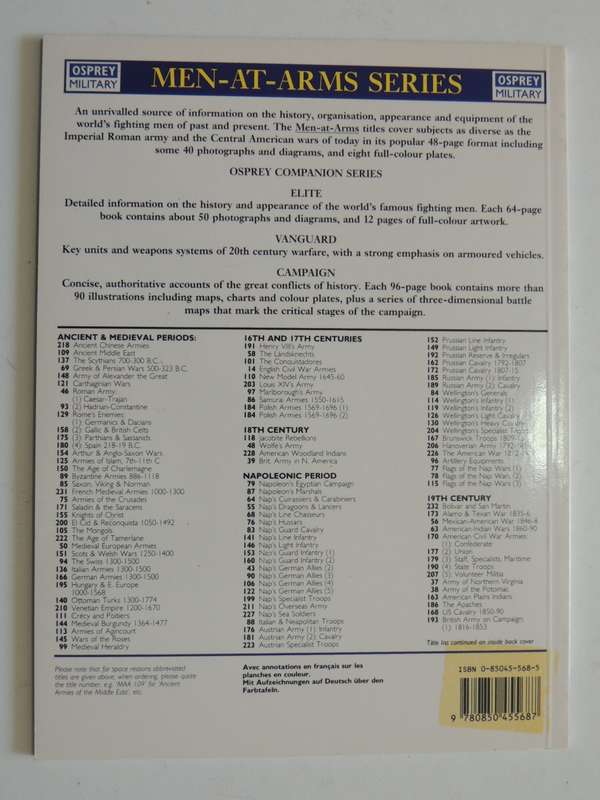 OSPREY
MILITARY
MEN-AT-ARMS SERIES
OSPREY
MILITARY
An unrivalled source of information on the history, organisation, appearance and equipment of the
world's fighting men of past and present. The Men-at-Arms titles cover subjects as diverse as the
Imperial Roman army and the Central American wars of today in its popular 48-page format including
some 40 photographs and diagrams, and eight full-colour plates.
OSPREY COMPANION SERIES
ELITE
Detailed information on the history and appearance of the world's famous fighting men. Each 64-page
book contains about 50 photographs and diagrams, and 12 pages of full-colour artwork.
VANGUARD
Key units and weapons systems of 20th century warfare, with a strong emphasis on armoured vehicles.
CAMPAIGN
Concise, authoritative accounts of the great conflicts of history. Each 96-page book contains more than
90 illustrations including maps, charts and colour plates, plus a series of three-dimensional battle
maps that mark the critical stages of the campaign.
ANCIENT & MEDIEVAL PERIODS:
218 Ancient Chinese Armies
109 Ancient Middle East
137 The Scythians 700-300 B.C.
69 Greek & Persian Wars 500-323 B.C.
148 Army of Alexander the Great
121 Carthaginian Wars
46 Roman Army
(1) Caesar-Trajan
93 (2) Hadrian-Constantine
129 Rome's Enemies
(1) Germanics & Dacians
158 (2) Gallic & British Celts
175 (3) Parthians & Sassanids
180 (4) Spain 218-19 B.C.
154 Arthur & Anglo-Saxon Wars
125 Armies of Islam, 7th-11th C
150 The Age of Charlemagne
89 Byzantine Armies 886-1118
85 Saxon, Viking & Norman
231 French Medieval Armies 1000-1300
75 Armies of the Crusades
171 Saladin & the Saracens
155 Knights of Christ
200 El Cid & Reconquista 1050-1492
105 The Mongols
222 The Age of Tamerlane
50 Medieval European Armies
151 Scots & Welsh Wars 1250-1400
94 The Swiss 1300-1500
136 Italian Armies 1300-1500
166 German Armies 1300-1500
195 Hungary & E. Europe
1000-1568
140 Ottoman Turks 1300-1774
210 Venetian Empire 1200-1670
111 Crécy and Poitiers
144 Medieval Burgundy 1364-1477
113 Armies of Agincourt
145 Wars of the Roses
99 Medieval Heraldry
16TH AND 17TH CENTURIES
191 Henry VIII's Army
58 The Landsknechts
101 The Conquistadores
14 English Civil War Armies
110 New Model Army 1645-60
203 Louis XIV's Army
97 Marlborough's Army
86 Samurai Armies 1550-1615
184 Polish Armies 1569-1696 (1)
184 Polish Armies 1569-1696 (2)
18TH CENTURY
118 Jacobite Rebellions
48 Wolfe's Army
228 American Woodland Indians
39 Brit. Army in N. America
NAPOLEONIC PERIOD
79 Napoleon's Egyptian Campaign
87 Napoleon's Marshals
64 Nap's Cuirassiers & Carabiniers
55 Nap's Dragoons & Lancers
68 Nap's Line Chasseurs
76 Nap's Hussars
83 Nap's Guard Cavalry
141 Nap's Line Infantry
146 Nap's Light Infantry
153 Nap's Guard Infantry (1)
160 Nap's Guard Infantry (2)
43 Nap's German Allies (2)
90 Nap's German Allies (3)
106 Nap's German Allies (4)
122 Nap's German Allies (5)
199 Nap's Specialist Troops
211 Nap's Overseas Army
227 Nap's Sea Soldiers
88 Italian & Neapolitan Troops
176 Austrian Army (1) Infantry
181 Austrian Army (2) Cavalry
223 Austrian Specialist Troops
152 Prussian Line Infantry
149 Prussian Light Infantry
192 Prussian Reserve & Irregulars
162 Prussian Cavalry 1792-1807
172 Prussian Cavalry 1807-15
185 Russian Army (1) Infantry
189 Russian Army (2) Cavalry
84 Wellington's Generals
114 Wellington's Infantry (1)
119 Wellington's Infantry (2)
126 Wellington's Light Cavalry
130 Wellington's Heavy Cavalry
204 Wellington's Specialist Troops
167 Brunswick Troops 1809-15
206 Hanoverian Army 1792-1816
226 The American War 1812-14
96 Artillery Equipments
77 Flags of the Nap Wars (1)
78 Flags of the Nap Wars (2)
115 Flags of the Nap Wars (3)
19TH CENTURY
232 Bolivar and San Martin
173 Alamo & Texan War 1835-6
56 Mexican-American War 1846-8
63 American-Indian Wars 1860-90
170 American Civil War Armies:
(1) Confederate
177 (2) Union
179 (3) Staff, Specialist, Maritime
190 (4) State Troops
207 (5) Volunteer Militia
37 Army of Northern Virginia
38 Army of the Potomac
163 American Plains Indians
186 The Apaches
168 US Cavalry 1850-90
193 British Army on Campaign
(1) 1816-1853
Title list continued on inside back cover
Please note that for space reasons abbreviated
titles are given above; when ordering, please quote
the title number, e.g. 'MAA 109' for 'Ancient
Armies of the Middle East', etc.
Avec annotations en français sur les
planches en couleur.
Mit Aufzeichnungen auf Deutsch über den
Farbtafeln.
ISBN 0-85045-568-5
9 780850 455687